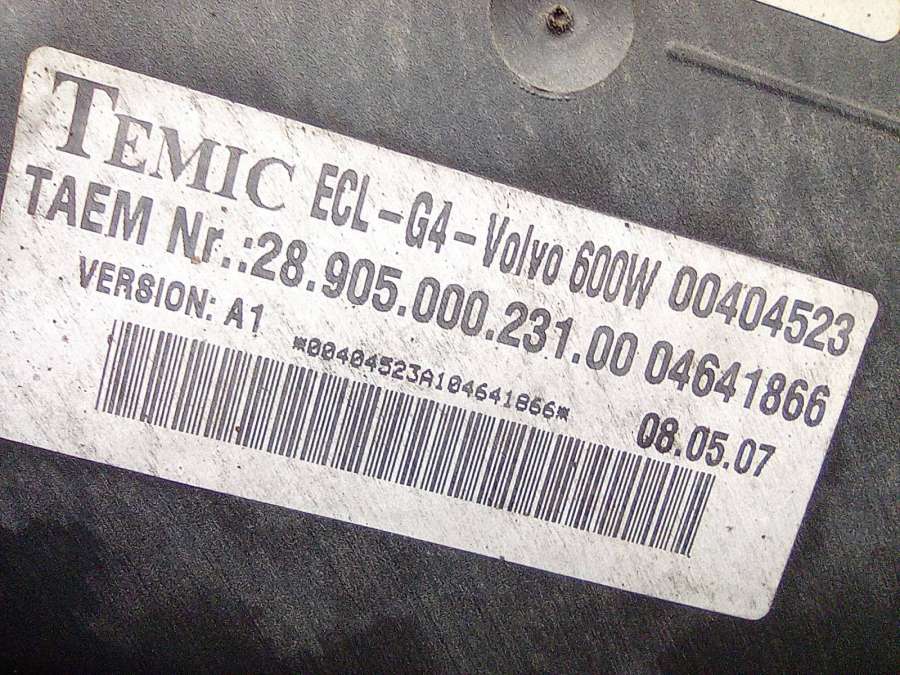 TEMIC ECL-G4-Volvo 600W 00404523
TAEM Nr.:28.905.000.231.00 04641866
VERSION: A1
*00404523A104641866*
08.05.07